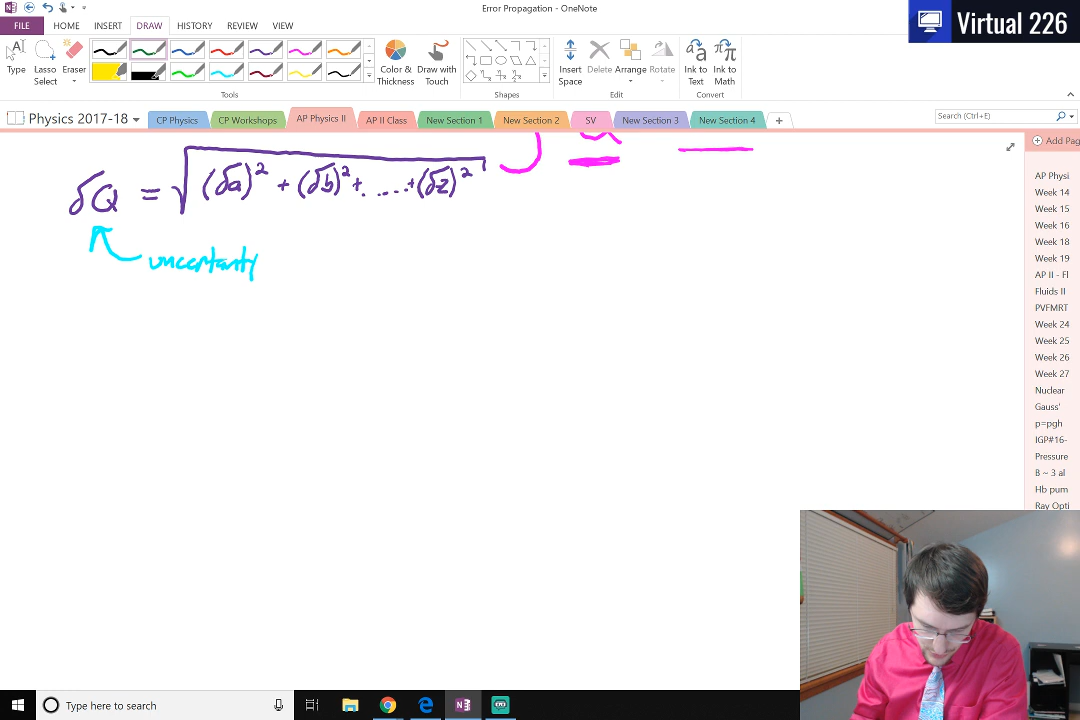 Error Propagation - OneNote
Virtual 226
FILE HOME INSERT DRAW HISTORY REVIEW VIEW
Type Lasso Select Eraser Color & Thickness Draw with Touch Insert Space Delete Arrange Rotate Ink to Text Ink to Math
Tools Shapes Edit Convert
Physics 2017-18 CP Physics CP Workshops AP Physics II AP II Class New Section 1 New Section 2 SV New Section 3 New Section 4 + Search (Ctrl+E)
Add Pag
δQ = √(δa)² + (δb)² + .....+(δz)²
uncertanty
AP Physi
Week 14
Week 15
Week 16
Week 18
Week 19
AP II - Fl
Fluids II
PVFMRT
Week 24
Week 25
Week 26
Week 27
Nuclear
Gauss'
p=pgh
IGP#16-
Pressure
B ~ 3 al
Hb pum
Ray Opti
Type here to search